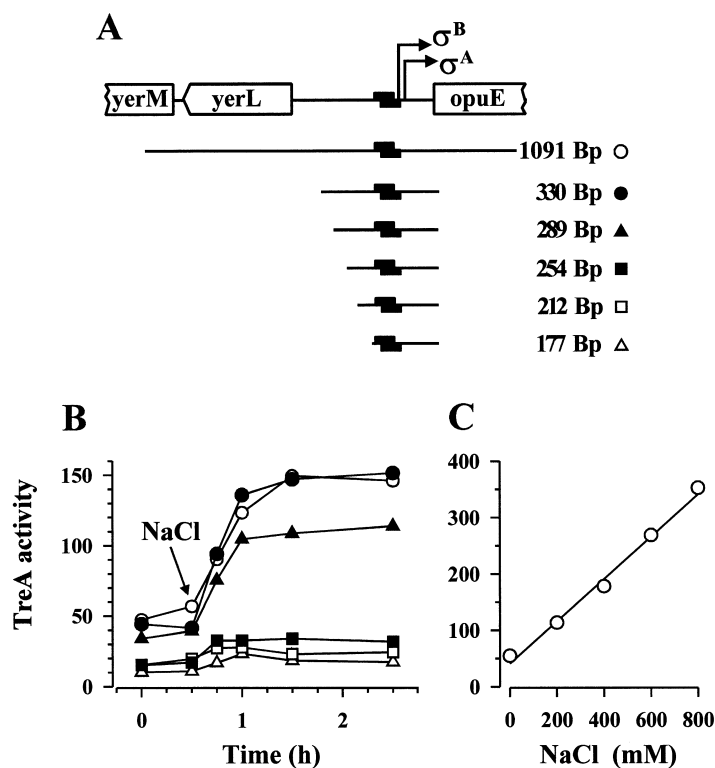 A
σB
σA
yerM
yerL
opuE
1091 Bp
330 Bp
289 Bp
254 Bp
212 Bp
177 Bp
B
TreA activity
150
100
50
0
NaCl
0
1
2
Time (h)
C
400
300
200
100
0
0 200 400 600 800
NaCl (mM)